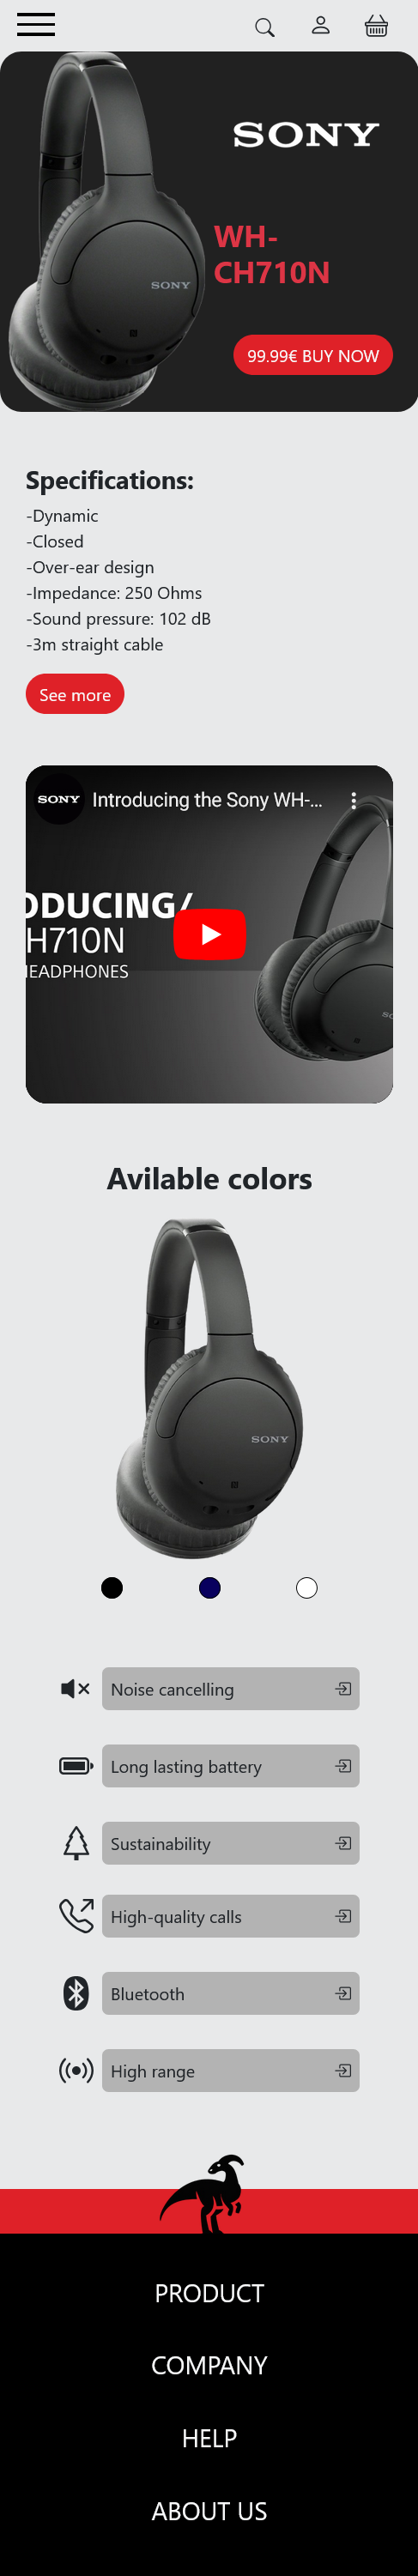 SONY
WH-
CH710N
SONY
99.99€ BUY NOW
Specifications:
-Dynamic
-Closed
-Over-ear design
-Impedance: 250 Ohms
-Sound pressure: 102 dB
-3m straight cable
See more
SONY
Introducing the Sony WH-...
ODUCING/
H710N
HEADPHONES
Avilable colors
SONY
Noise cancelling
Long lasting battery
Sustainability
High-quality calls
Bluetooth
High range
PRODUCT
COMPANY
HELP
ABOUT US